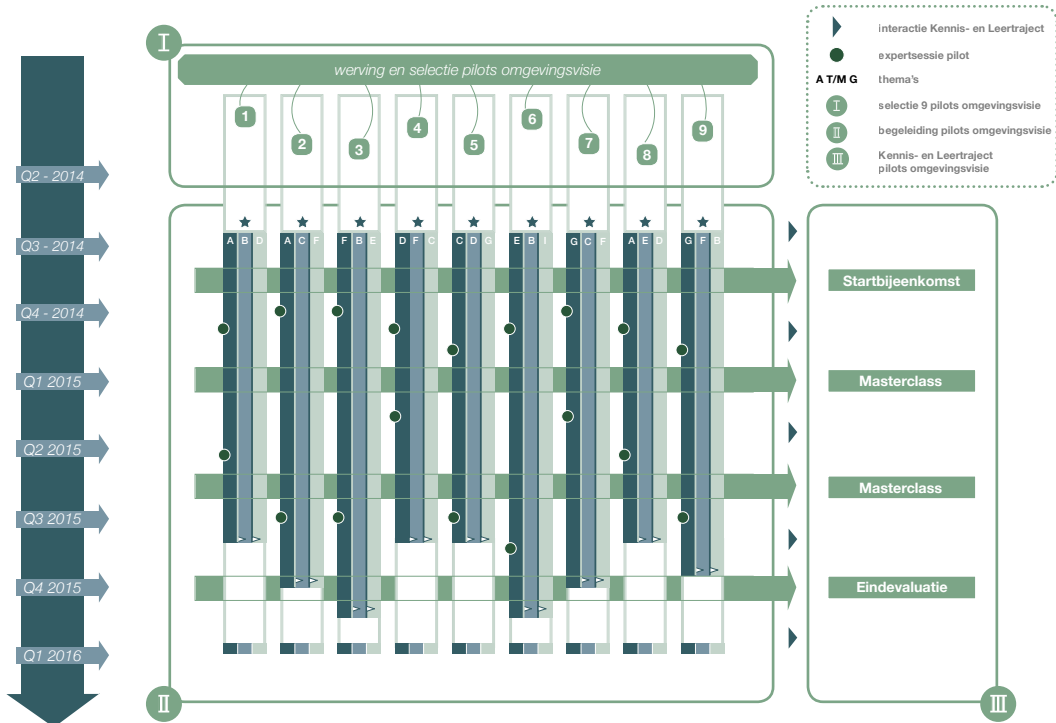 I
werving en selectie pilots omgevingsvisie
1
2
3
4
5
6
7
8
9
interactie Kennis- en Leertraject
expertsessie pilot
A T/M G
thema's
I
selectie 9 pilots omgevingsvisie
II
begeleiding pilots omgevingsvisie
III
Kennis- en Leertraject
pilots omgevingsvisie
Q2 - 2014
Q3 - 2014
Q4 - 2014
Q1 2015
Q2 2015
Q3 2015
Q4 2015
Q1 2016
A B D
A C F
F B E
D F C
C D G
E B I
G C F
A E D
G F B
Startbijeenkomst
Masterclass
Masterclass
Eindevaluatie
II
III